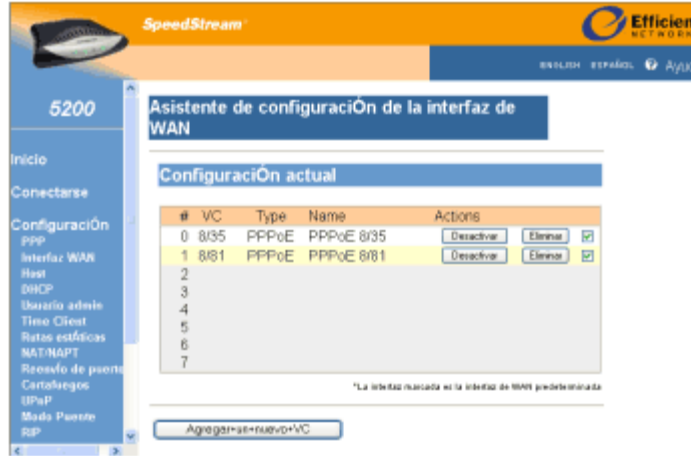 SpeedStream
Efficien
NETWOR
ENGLISH ESPAÑOL ? Ayu
5200
Inicio
Conectarse
ConfiguraciÓn
PPP
Interfaz WAN
Host
DHCP
Usuario admin
Time Client
Rutas estÁticas
NAT/NAPT
Reenvío de puerto
Cortafuegos
UPnP
Modo Puente
RIP
Asistente de configuraciÓn de la interfaz de
WAN
ConfiguraciÓn actual
# VC Type Name Actions
0 8/35 PPPoE PPPoE 8/35 Desactivar Eliminar
1 8/81 PPPoE PPPoE 8/81 Desactivar Eliminar
2
3
4
5
6
7
*La interfaz marcada es la interfaz de WAN predeterminada
Agregar+un+nuevo+VC